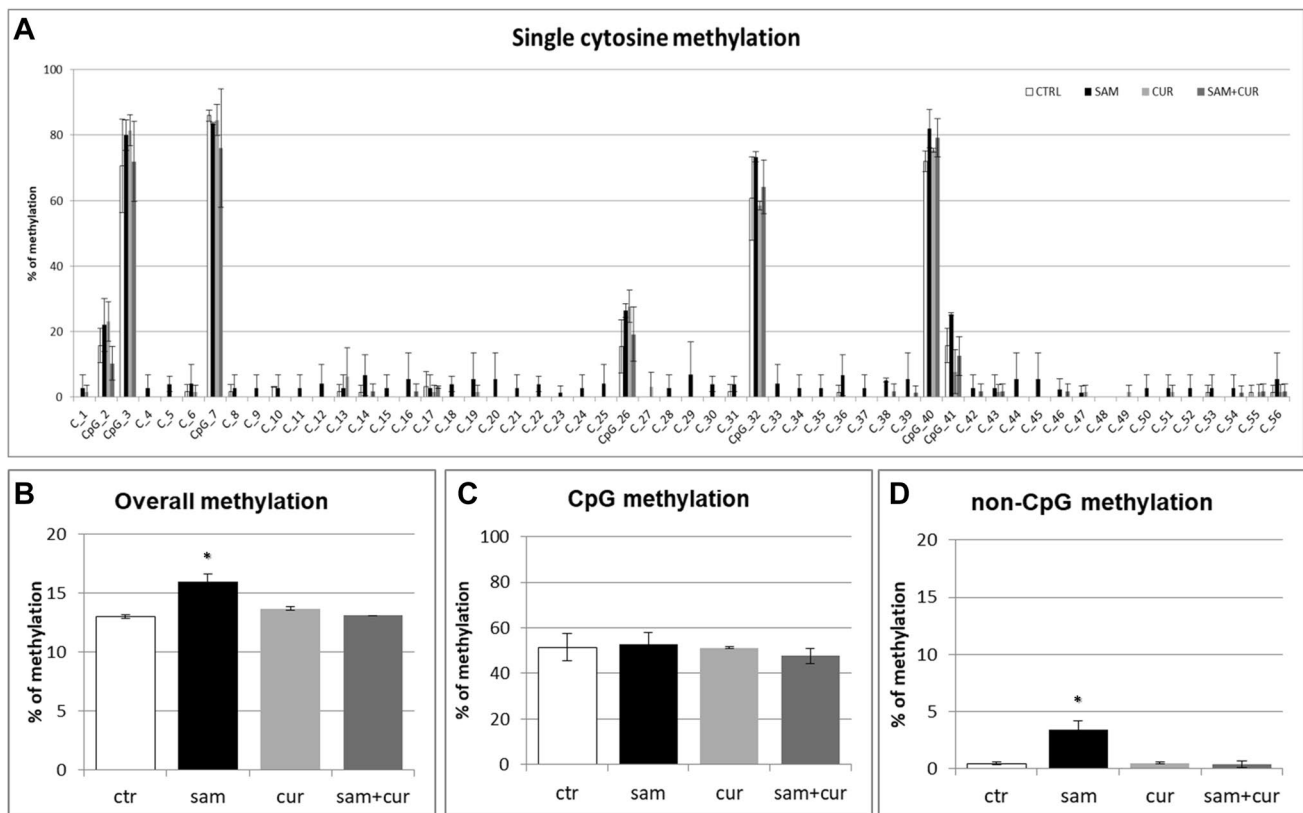 A
Single cytosine methylation
% of methylation
100
80
60
40
20
0
CTRL SAM CUR SAM+CUR
C_1 CpG_2 CpG_3 C_4 C_5 C_6 CpG_7 C_8 C_9 C_10 C_11 C_12 C_13 C_14 C_15 C_16 C_17 C_18 C_19 C_20 C_21 C_22 C_23 C_24 C_25 CpG_26 C_27 C_28 C_29 C_30 C_31 CpG_32 C_33 C_34 C_35 C_36 C_37 C_38 C_39 CpG_40 CpG_41 C_42 C_43 C_44 C_45 C_46 C_47 C_48 C_49 C_50 C_51 C_52 C_53 C_54 C_55 C_56
B
Overall methylation
% of methylation
20
15
10
5
0
*
ctr sam cur sam+cur
C
CpG methylation
% of methylation
100
80
60
40
20
0
ctr sam cur sam+cur
D
non-CpG methylation
% of methylation
20
15
10
5
0
*
ctr sam cur sam+cur